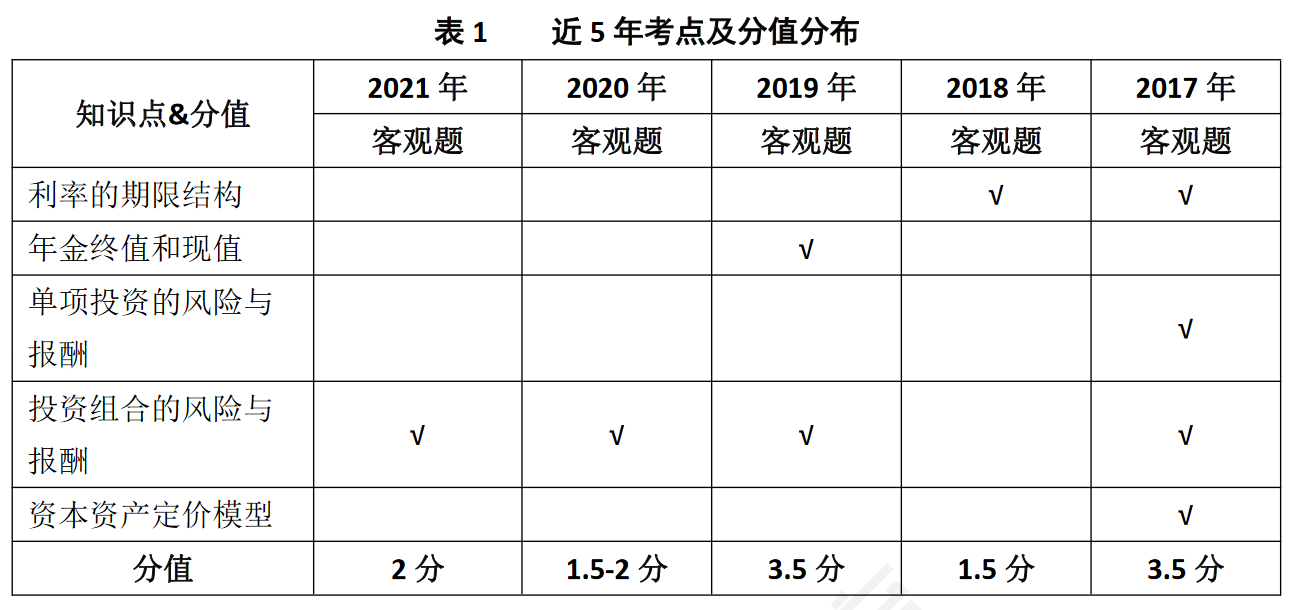 表 1 近 5 年考点及分值分布
知识点&分值 2021 年 2020 年 2019 年 2018 年 2017 年
客观题 客观题 客观题 客观题 客观题
利率的期限结构 √ √
年金终值和现值 √
单项投资的风险与
报酬 √
投资组合的风险与
报酬 √ √ √ √
资本资产定价模型 √
分值 2 分 1.5-2 分 3.5 分 1.5 分 3.5 分